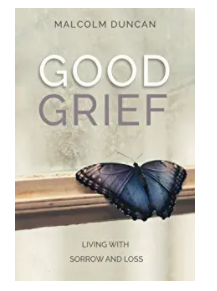 MALCOLM DUNCAN
GOOD
GRIEF
LIVING WITH
SORROW AND LOSS